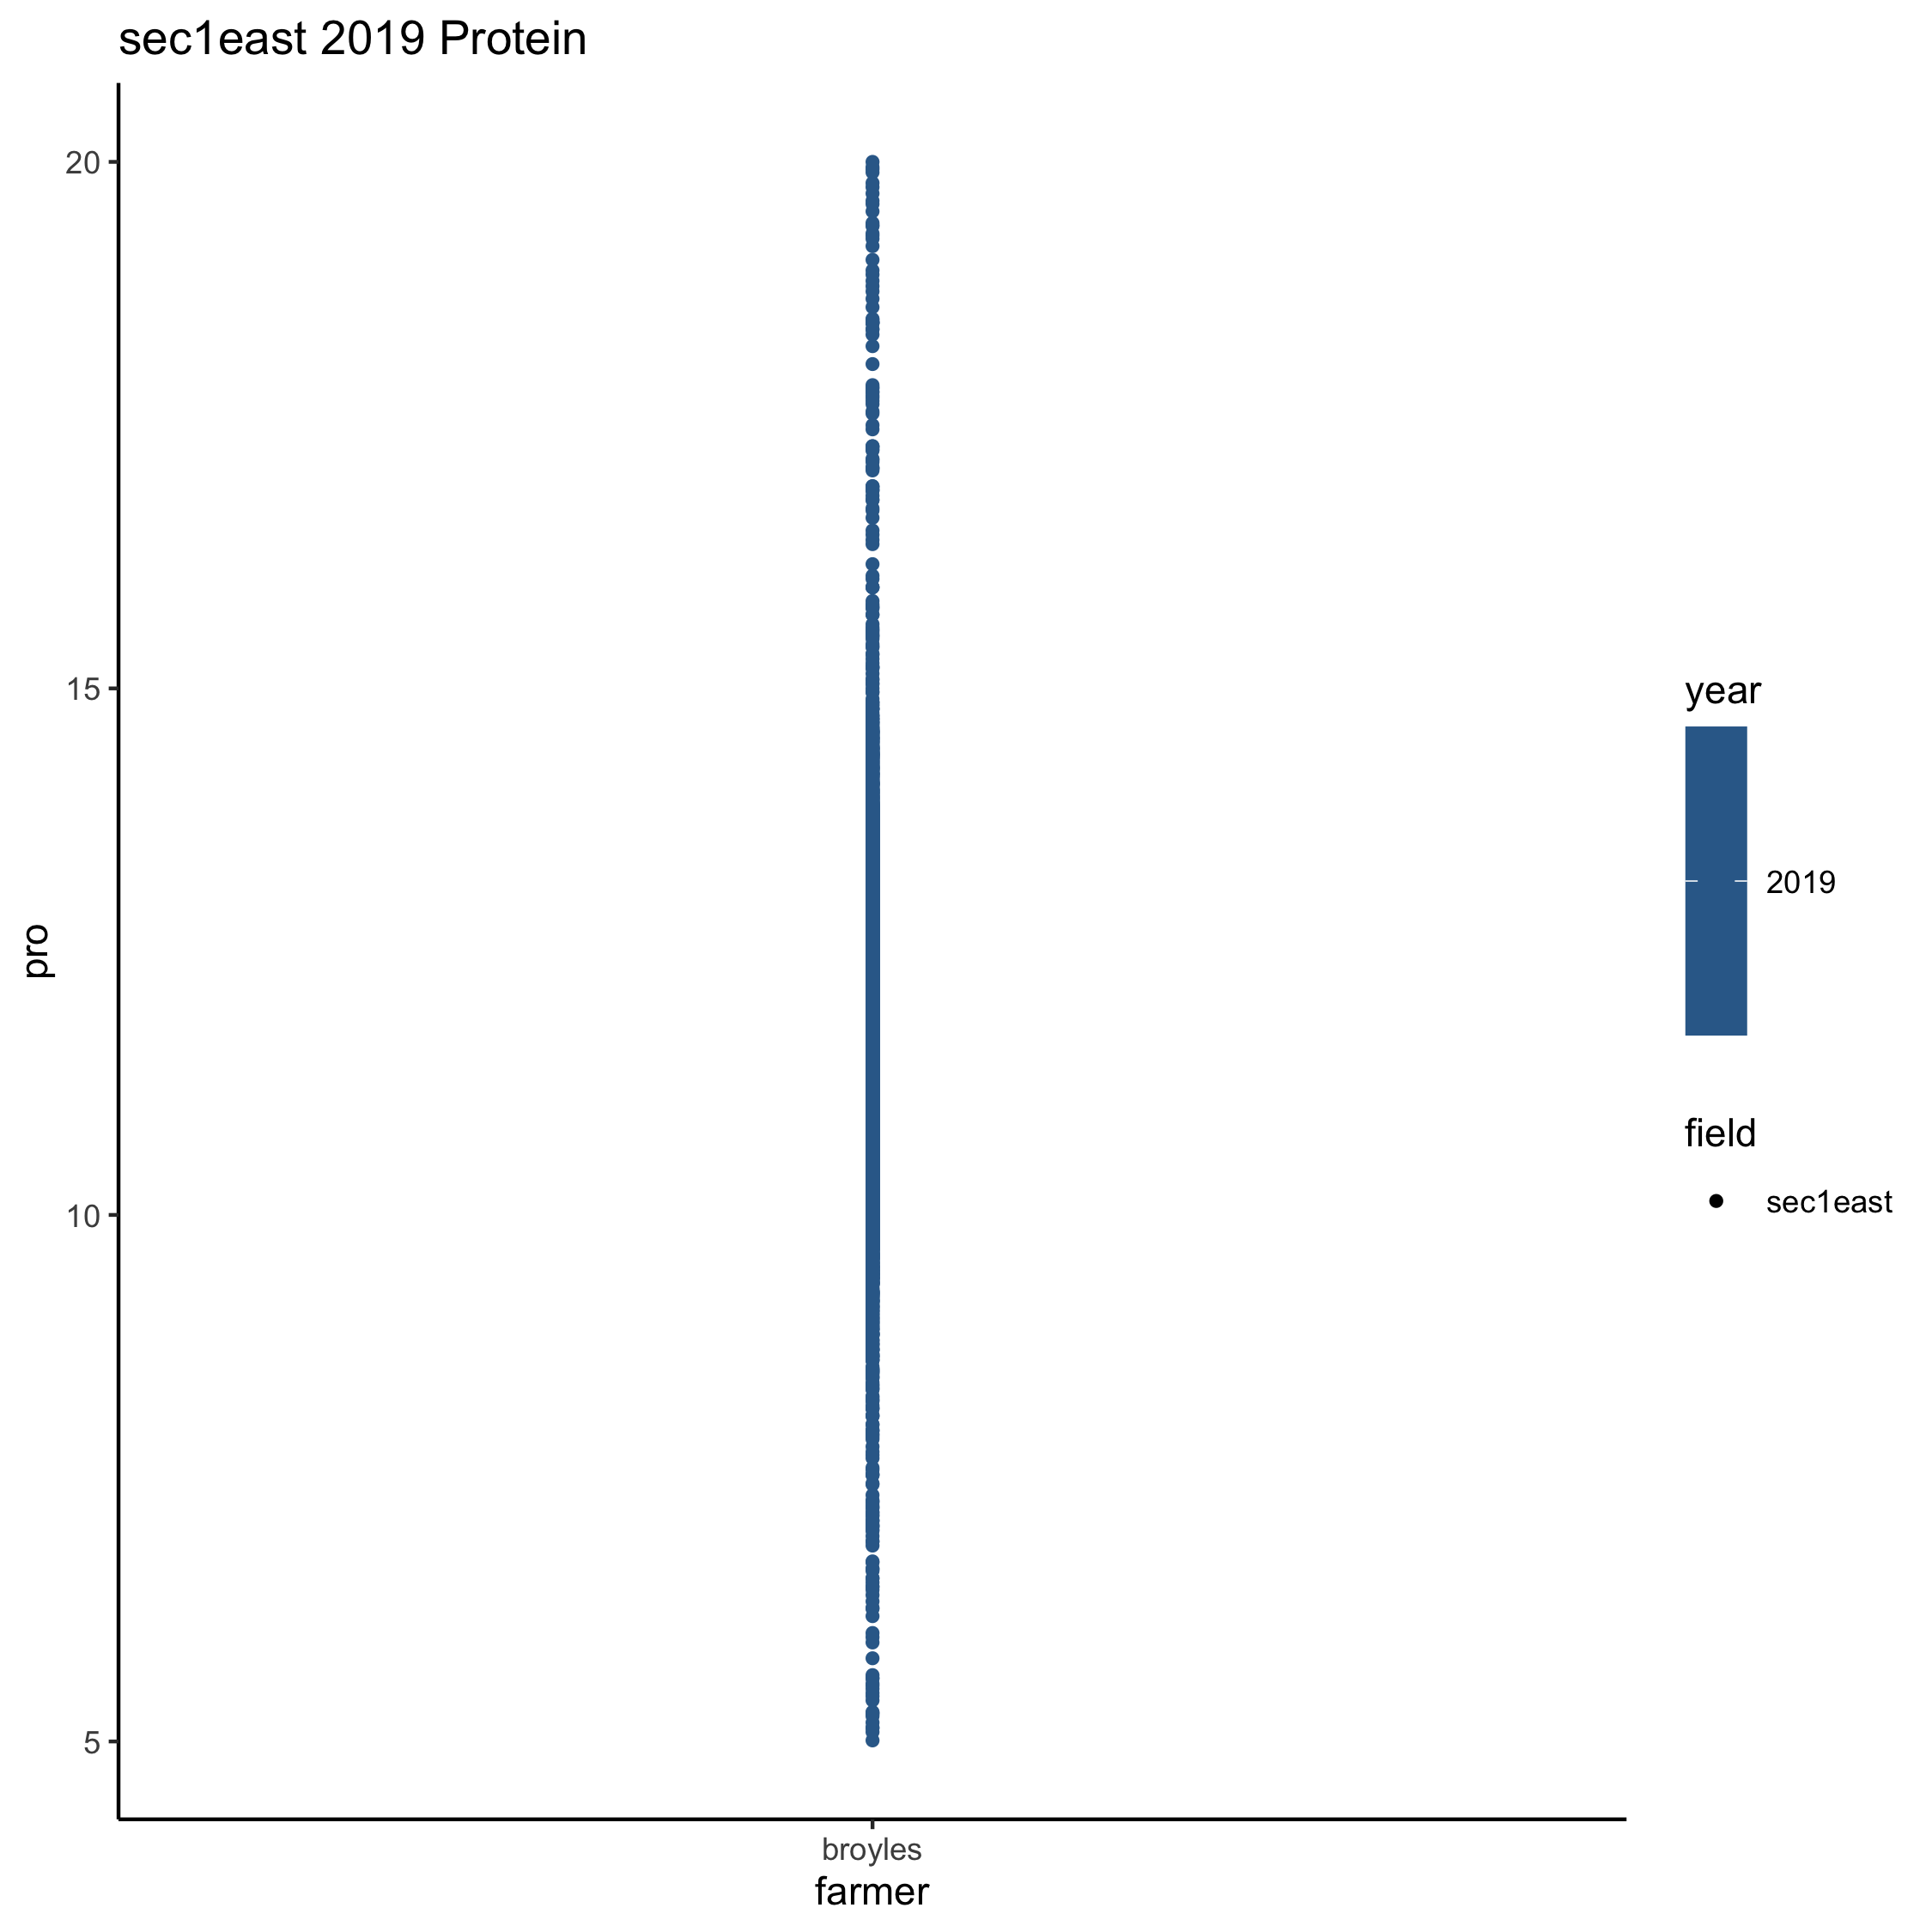 sec1east 2019 Protein
20
15
10
5
pro
broyles
farmer
year
2019
field
sec1east